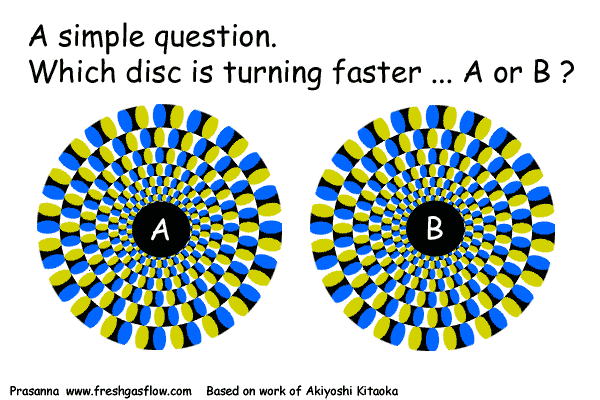 A simple question.
Which disc is turning faster ... A or B ?
A
B
Prasanna www.freshgasflow.com Based on work of Akiyoshi Kitaoka